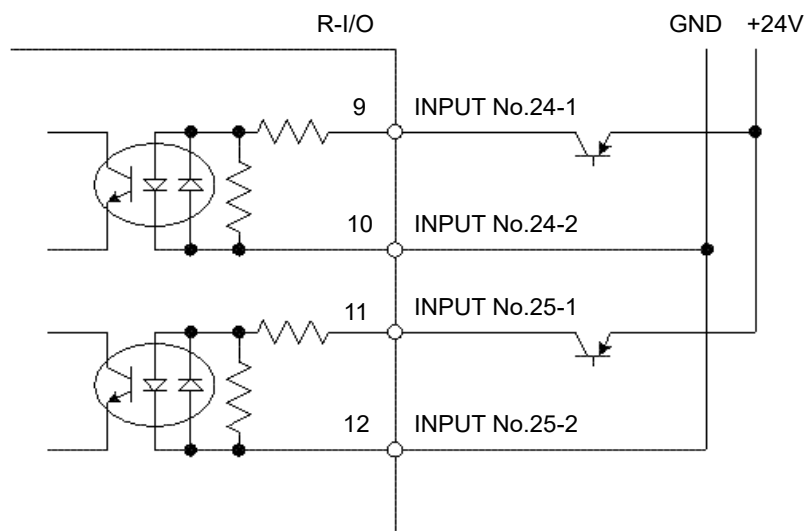 R-I/O GND +24V
9 INPUT No.24-1
10 INPUT No.24-2
11 INPUT No.25-1
12 INPUT No.25-2